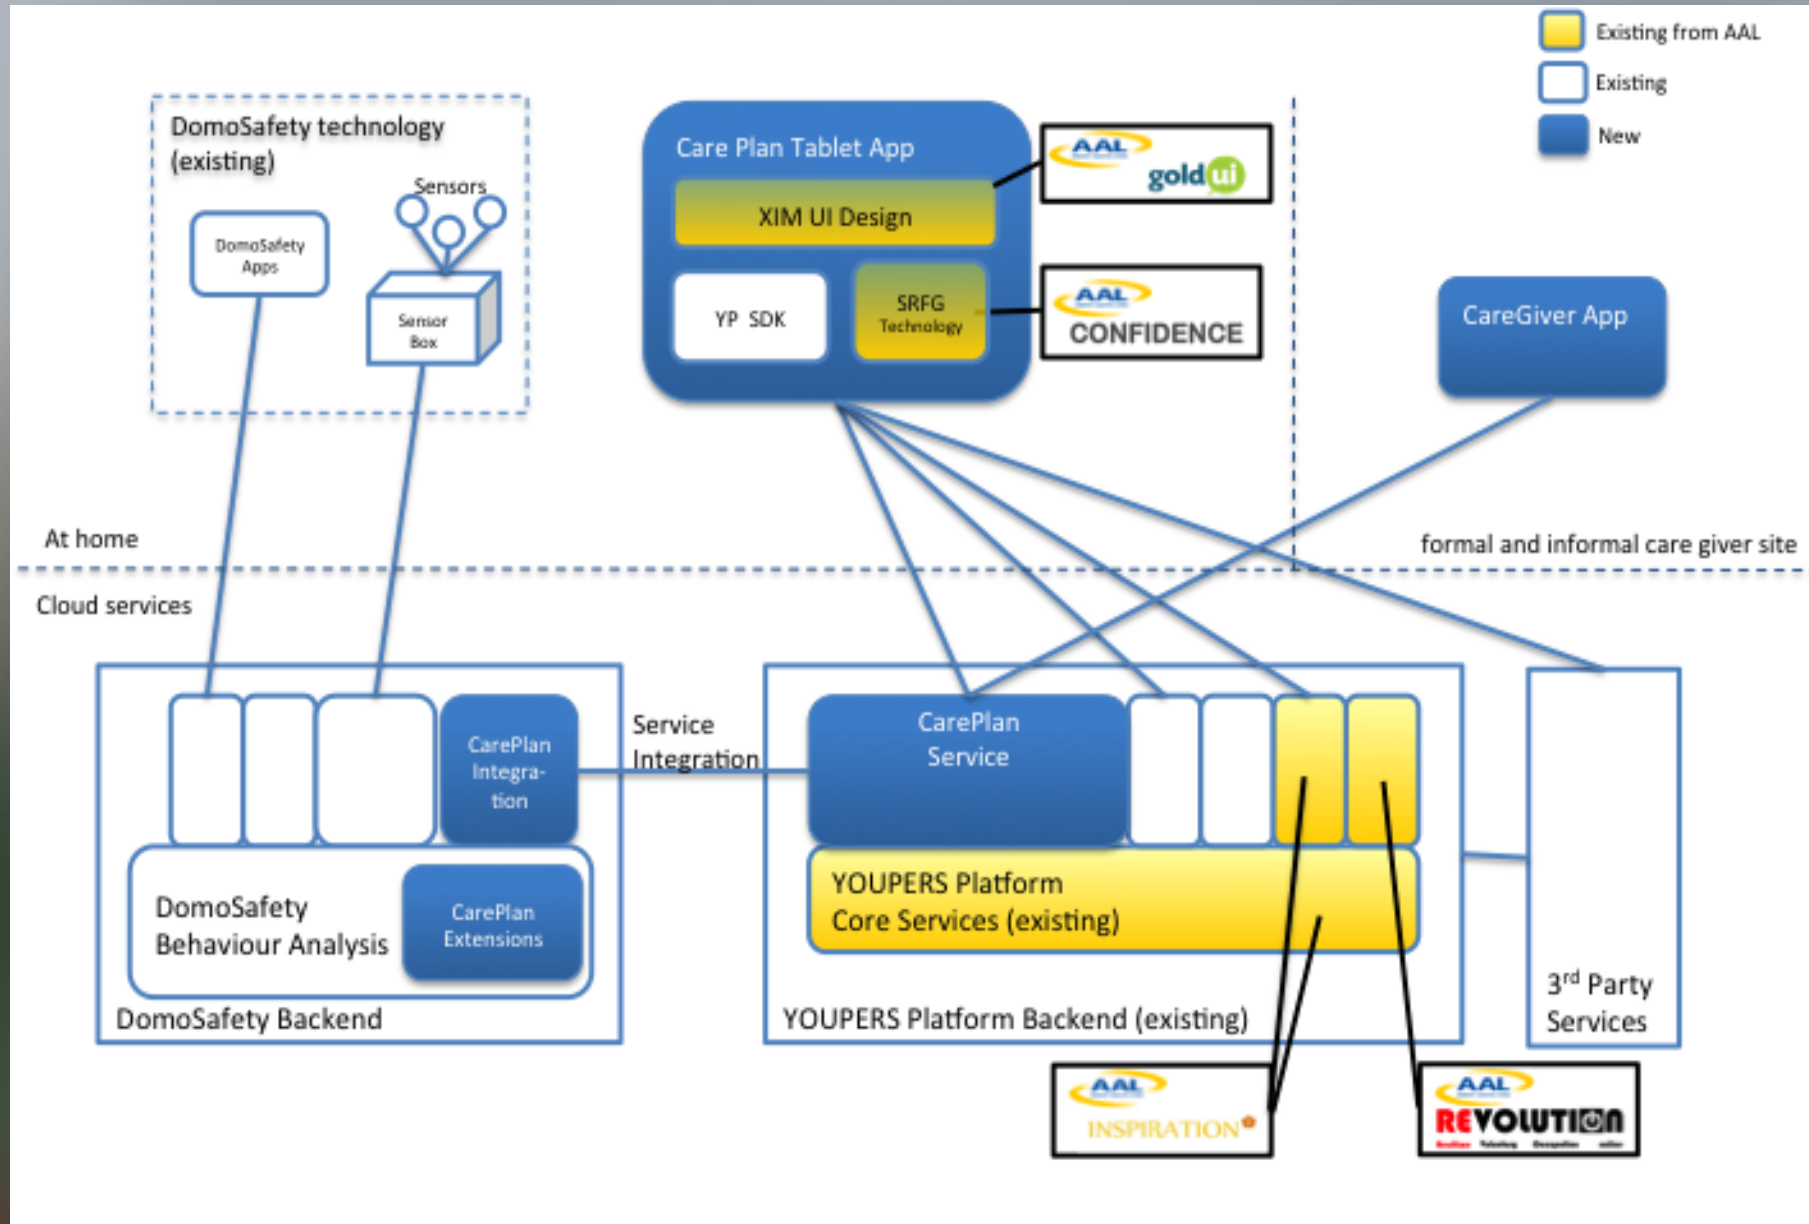 Existing from AAL
Existing
New
DomoSafety technology
(existing)
Sensors
DomoSafety
Apps
Sensor
Box
Care Plan Tablet App
XIM UI Design
YP SDK
SRFG
Technology
AAL
goldui
AAL
CONFIDENCE
CareGiver App
At home
formal and informal care giver site
Cloud services
CarePlan
Integra-
tion
Service
Integration
CarePlan
Service
DomoSafety
Behaviour Analysis
CarePlan
Extensions
DomoSafety Backend
YOUPERS Platform
Core Services (existing)
YOUPERS Platform Backend (existing)
3rd Party
Services
AAL
INSPIRATION
AAL
REVOLUTION